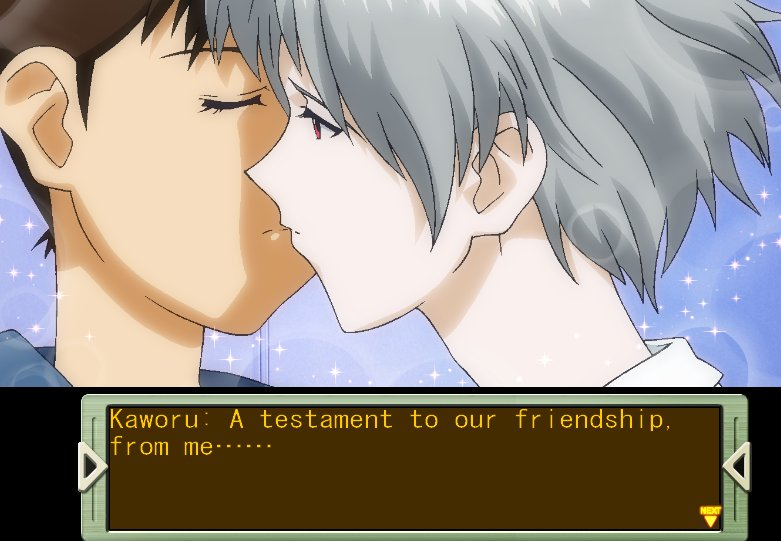 Kaworu: A testament to our friendship,
from me……
NEXT